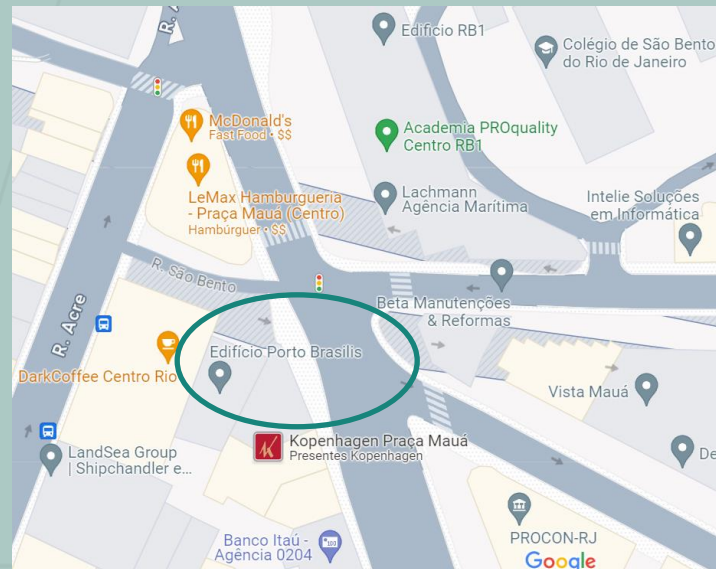 Edificio RB1
Colégio de São Bento
do Rio de Janeiro
McDonald's
Fast Food • $$
Academia PROquality
Centro RB1
LeMax Hamburgueria
- Praça Mauá (Centro)
Hambúrguer • $$
Lachmann
Agência Marítima
Intelie Soluções
em Informática
R. São Bento
R. Acre
Beta Manutenções
& Reformas
Edifício Porto Brasilis
DarkCoffee Centro Rio
Vista Mauá
Kopenhagen Praça Mauá
Presentes Kopenhagen
LandSea Group
| Shipchandler e...
PROCON-RJ
Banco Itaú -
Agência 0204
Google